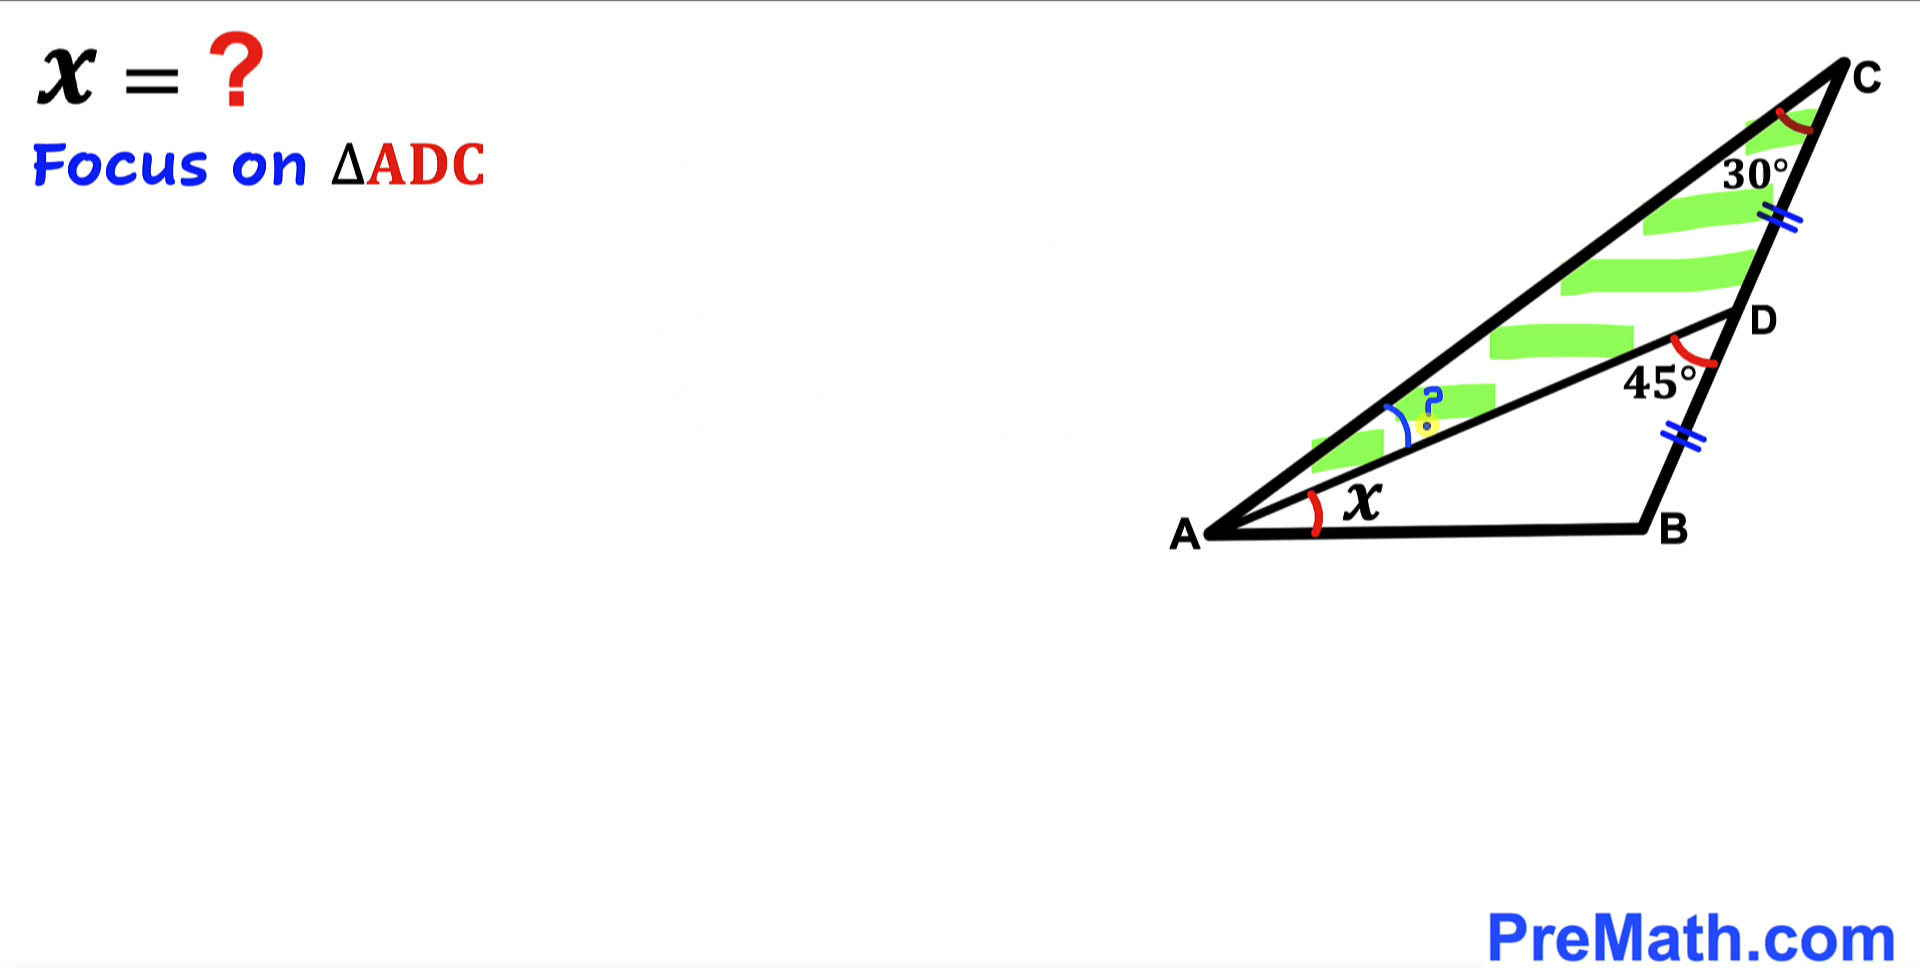 x = ?
Focus on ΔADC
C
30°
D
45°
?
x
A
B
PreMath.com